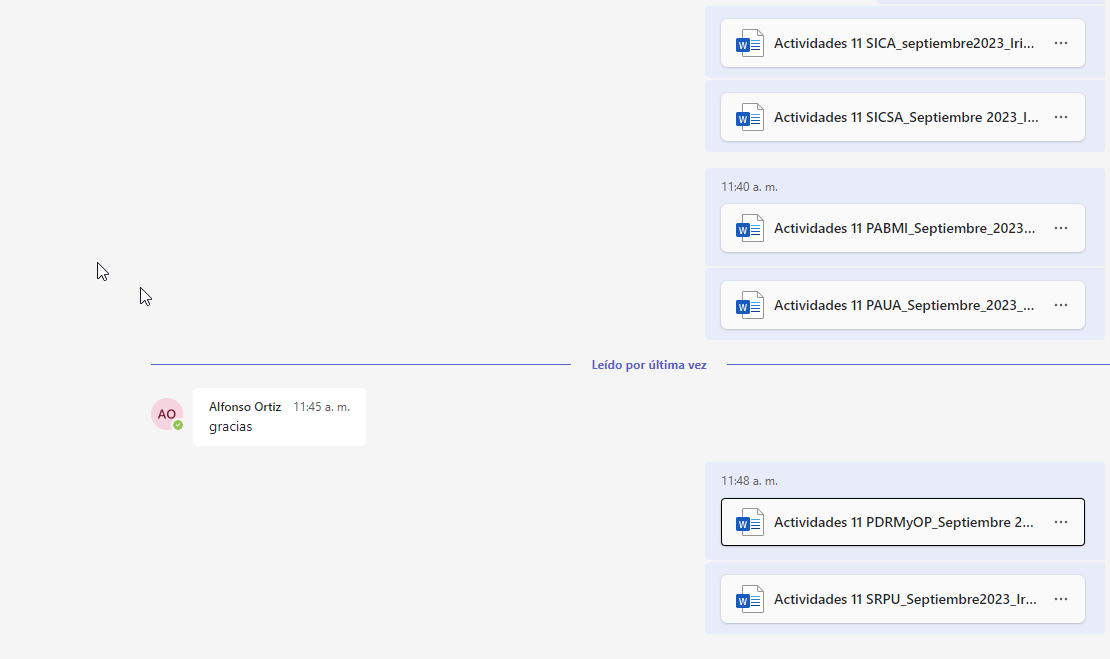 Actividades 11 SICA_septiembre2023_Iri...
Actividades 11 SICSA_Septiembre 2023_I...
11:40 a. m.
Actividades 11 PABMI_Septiembre_2023...
Actividades 11 PAUA_Septiembre_2023_...
Leído por última vez
AO
Alfonso Ortiz 11:45 a. m.
gracias
11:48 a. m.
Actividades 11 PDRMyOP_Septiembre 2...
Actividades 11 SRPU_Septiembre2023_Ir...